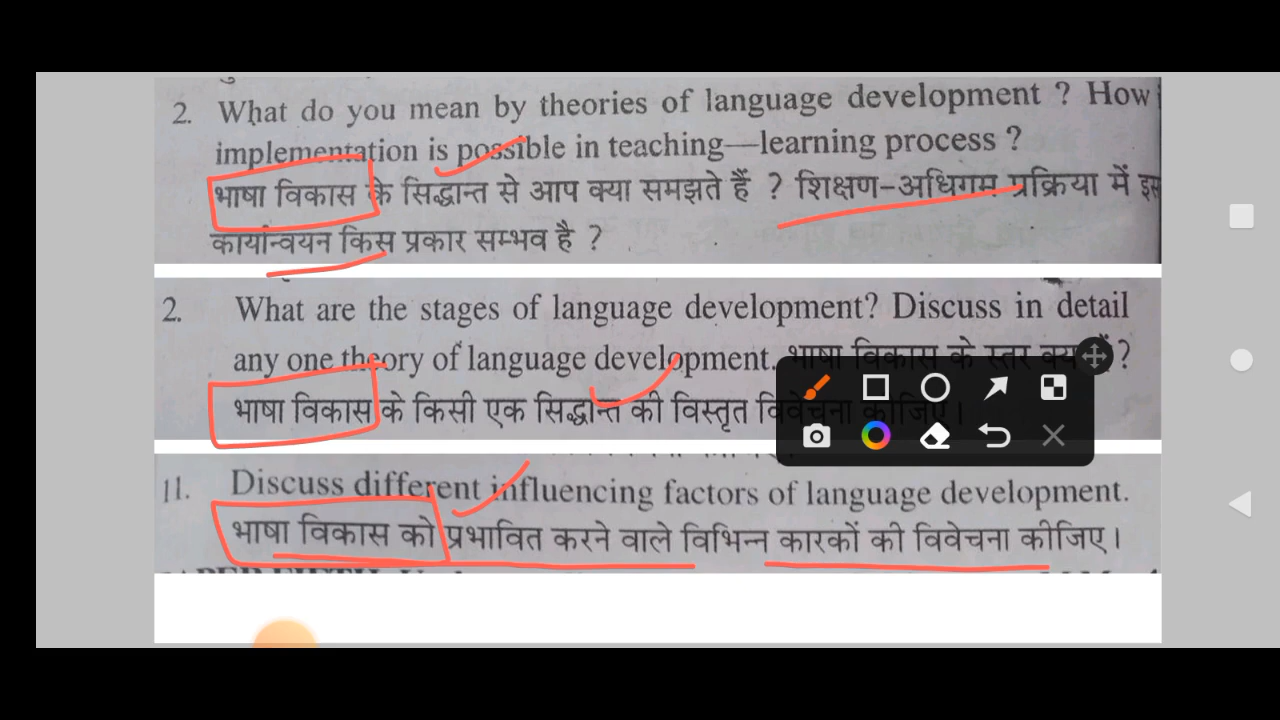 2. What do you mean by theories of language development ? How
implementation is possible in teaching—learning process ?
भाषा विकास के सिद्धान्त से आप क्या समझते हैं ? शिक्षण-अधिगम प्रक्रिया में
कार्यान्वयन किस प्रकार सम्भव है ?
2. What are the stages of language development? Discuss in detail
any one theory of language development. भाषा विकास के स्तर क्या हैं ?
भाषा विकास के किसी एक सिद्धान्त की विस्तृत विवेचना कीजिए।
11. Discuss different influencing factors of language development.
भाषा विकास को प्रभावित करने वाले विभिन्न कारकों की विवेचना कीजिए।